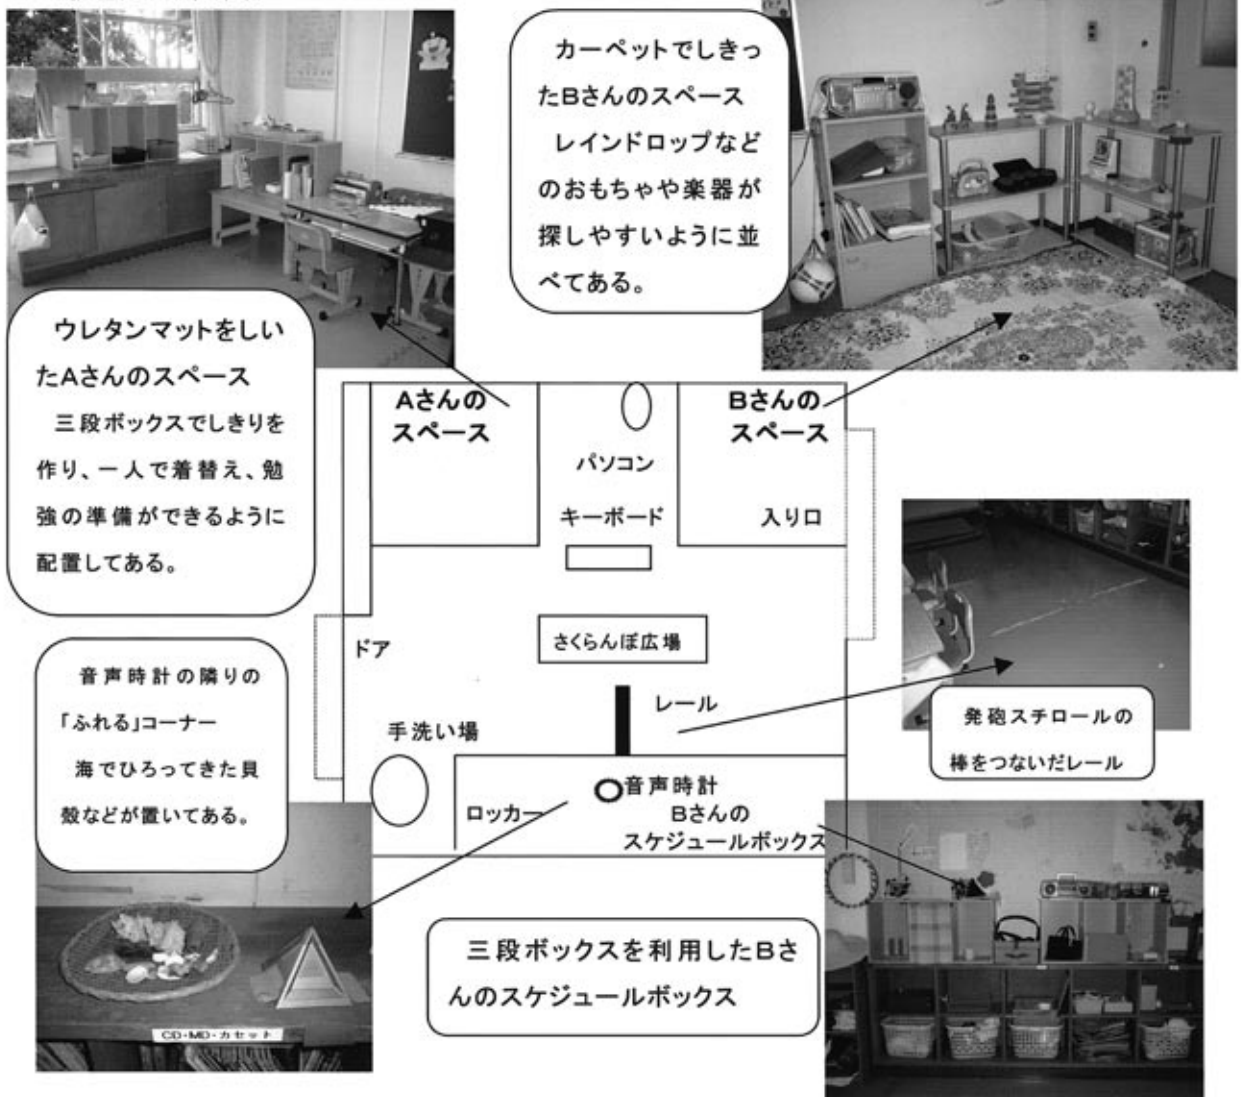 カーペットでしきっ
たBさんのスペース
レインドロップなど
のおもちゃや楽器が
探しやすいように並
べてある。
ウレタンマットをしい
たAさんのスペース
三段ボックスでしきりを
作り、一人で着替え、勉
強の準備ができるように
配置してある。
Aさんの
スペース
Bさんの
スペース
パソコン
キーボード
入り口
ドア
さくらんぼ広場
レール
手洗い場
ロッカー
音声時計
Bさんの
スケジュールボックス
発砲スチロールの
棒をつないだレール
音声時計の隣りの
「ふれる」コーナー
海でひろってきた貝
殻などが置いてある。
CD・MD・カセット
三段ボックスを利用したBさ
んのスケジュールボックス